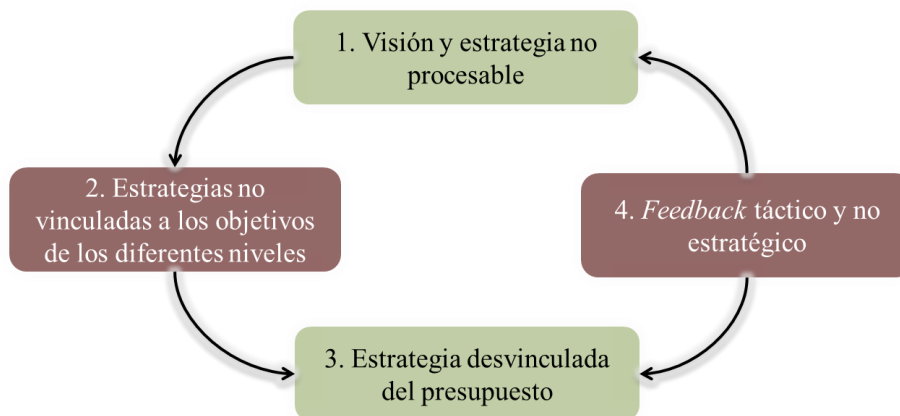 1. Visión y estrategia no
procesable
2. Estrategias no
vinculadas a los objetivos
de los diferentes niveles
4. Feedback táctico y no
estratégico
3. Estrategia desvinculada
del presupuesto